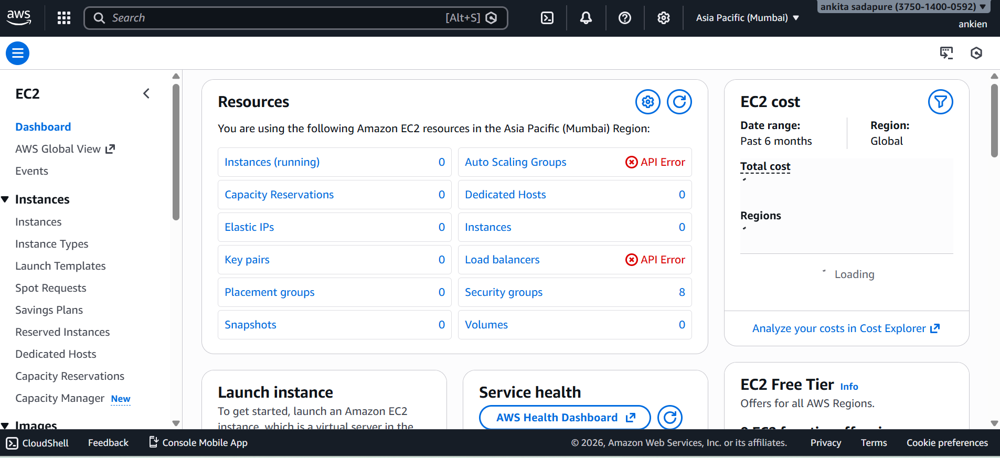 aws
Search
[Alt+S]
Asia Pacific (Mumbai)
ankita sadapure (3750-1400-0592)
ankien
EC2
Dashboard
AWS Global View
Events
Instances
Instances
Instance Types
Launch Templates
Spot Requests
Savings Plans
Reserved Instances
Dedicated Hosts
Capacity Reservations
Capacity Manager New
Images
Resources
You are using the following Amazon EC2 resources in the Asia Pacific (Mumbai) Region:
Instances (running) 0
Auto Scaling Groups API Error
Capacity Reservations 0
Dedicated Hosts 0
Elastic IPs 0
Instances 0
Key pairs 0
Load balancers API Error
Placement groups 0
Security groups 8
Snapshots 0
Volumes 0
Launch instance
To get started, launch an Amazon EC2
instance, which is a virtual server in the
Service health
AWS Health Dashboard
EC2 cost
Date range:
Past 6 months
Region:
Global
Total cost
Regions
Loading
Analyze your costs in Cost Explorer
EC2 Free Tier Info
Offers for all AWS Regions.
CloudShell
Feedback
Console Mobile App
© 2026, Amazon Web Services, Inc. or its affiliates.
Privacy
Terms
Cookie preferences